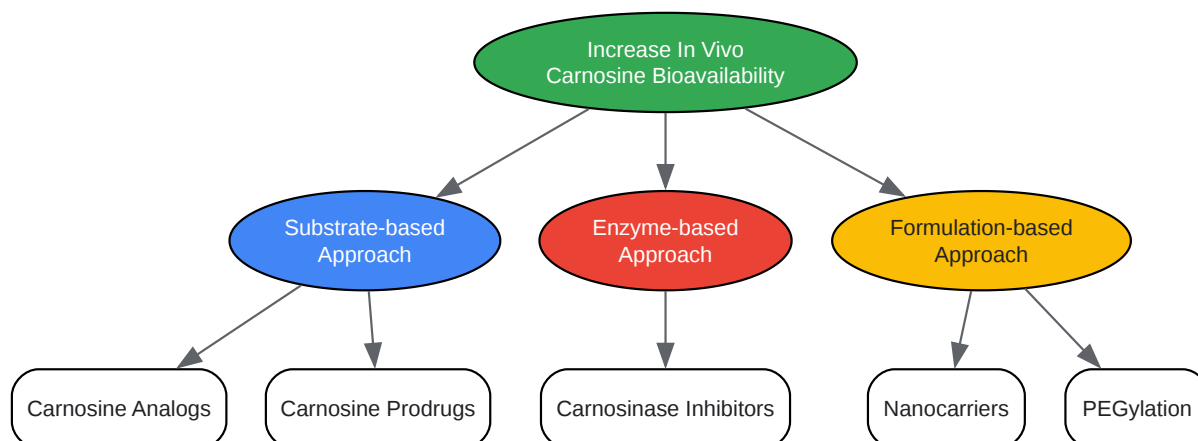 Increase In Vivo
Carnosine Bioavailability
Substrate-based
Approach
Enzyme-based
Approach
Formulation-based
Approach
Carnosine Analogs
Carnosine Prodrugs
Carnosinase Inhibitors
Nanocarriers
PEGylation